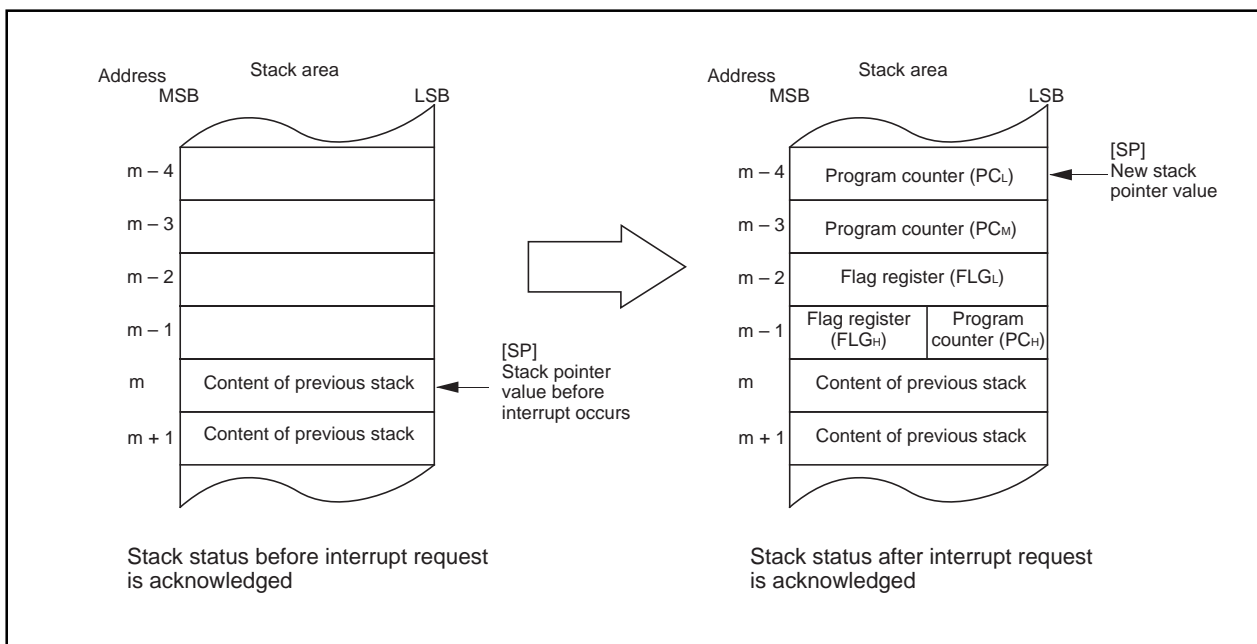 Address
Stack area
MSB
LSB
m – 4
m – 3
m – 2
m – 1
m
Content of previous stack
m + 1
Content of previous stack
[SP]
Stack pointer
value before
interrupt occurs
Stack status before interrupt request
is acknowledged
Address
Stack area
MSB
LSB
m – 4
Program counter (PCL)
[SP]
New stack
pointer value
m – 3
Program counter (PCM)
m – 2
Flag register (FLGL)
m – 1
Flag register
(FLGH)
Program
counter (PCH)
m
Content of previous stack
m + 1
Content of previous stack
Stack status after interrupt request
is acknowledged